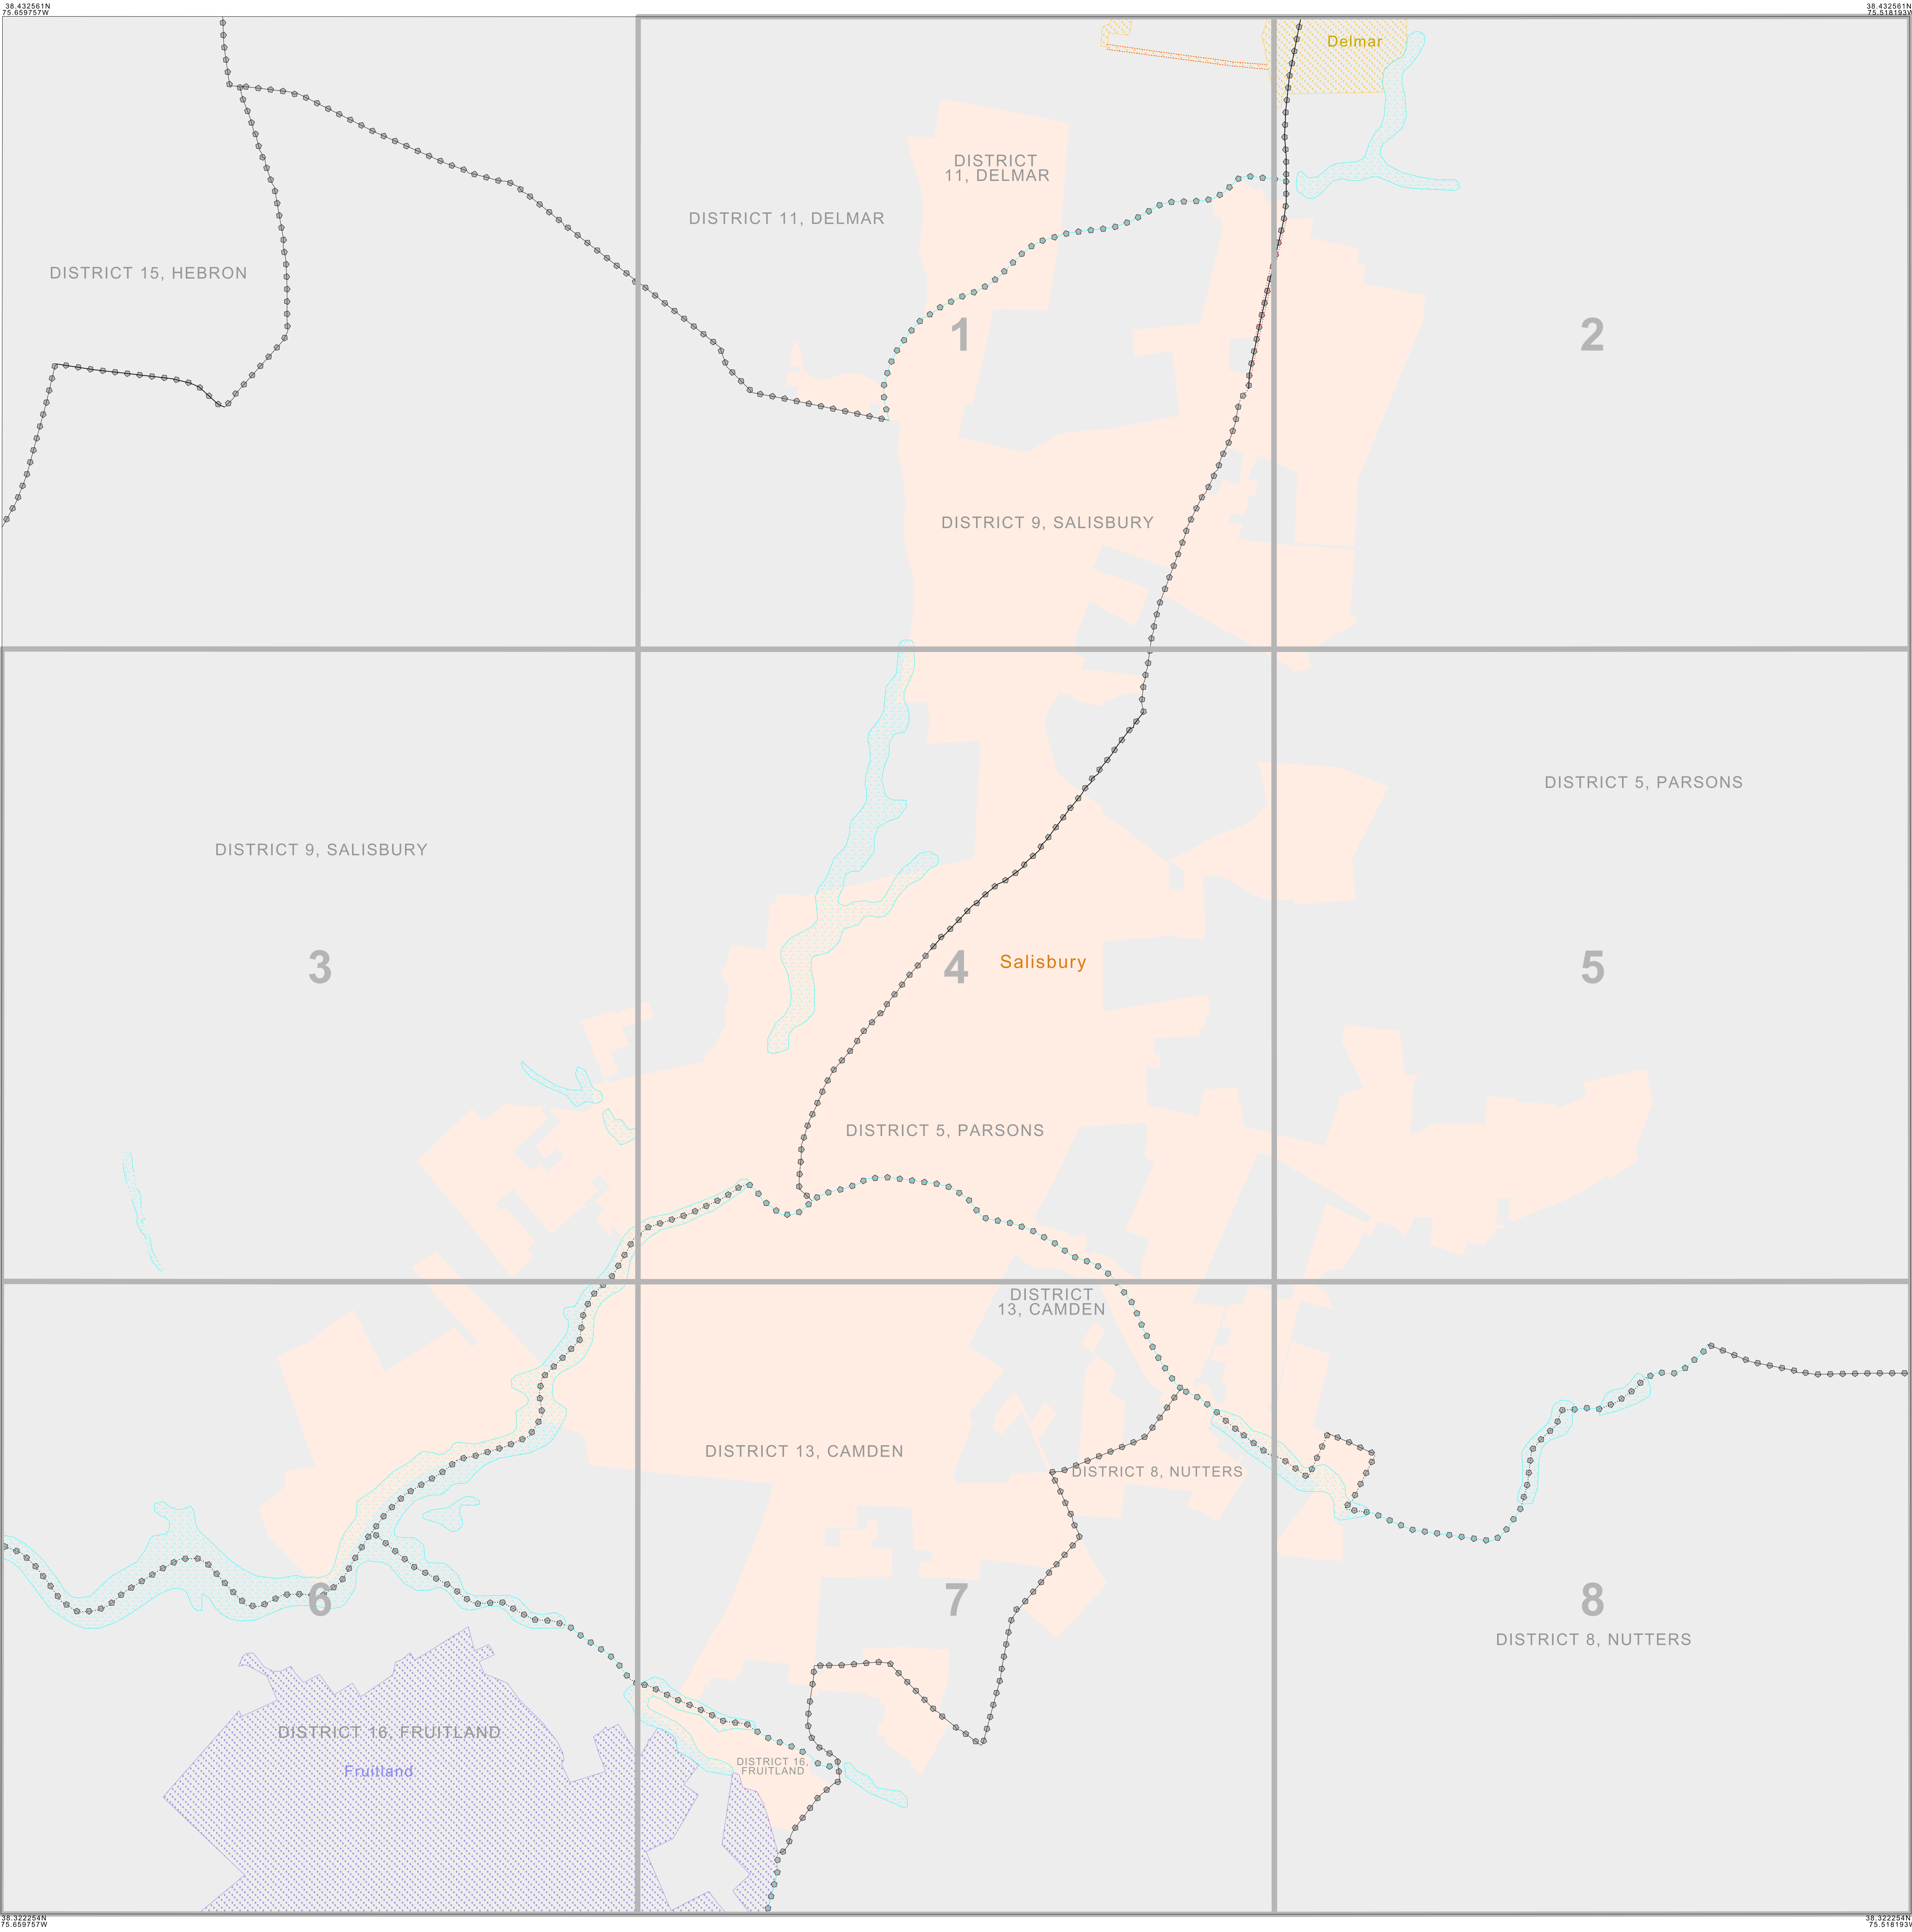 38.432561N
75.659757W
38.432561N
75.518193W
Delmar
DISTRICT
11, DELMAR
DISTRICT 11, DELMAR
DISTRICT 15, HEBRON
1
2
DISTRICT 9, SALISBURY
DISTRICT 5, PARSONS
DISTRICT 9, SALISBURY
3
4
Salisbury
5
DISTRICT 5, PARSONS
DISTRICT
13, CAMDEN
DISTRICT 13, CAMDEN
DISTRICT 8, NUTTERS
6
7
8
DISTRICT 8, NUTTERS
DISTRICT 16, FRUITLAND
Fruitland
DISTRICT 16,
FRUITLAND
38.322254N
75.659757W
38.322254N
75.518193W